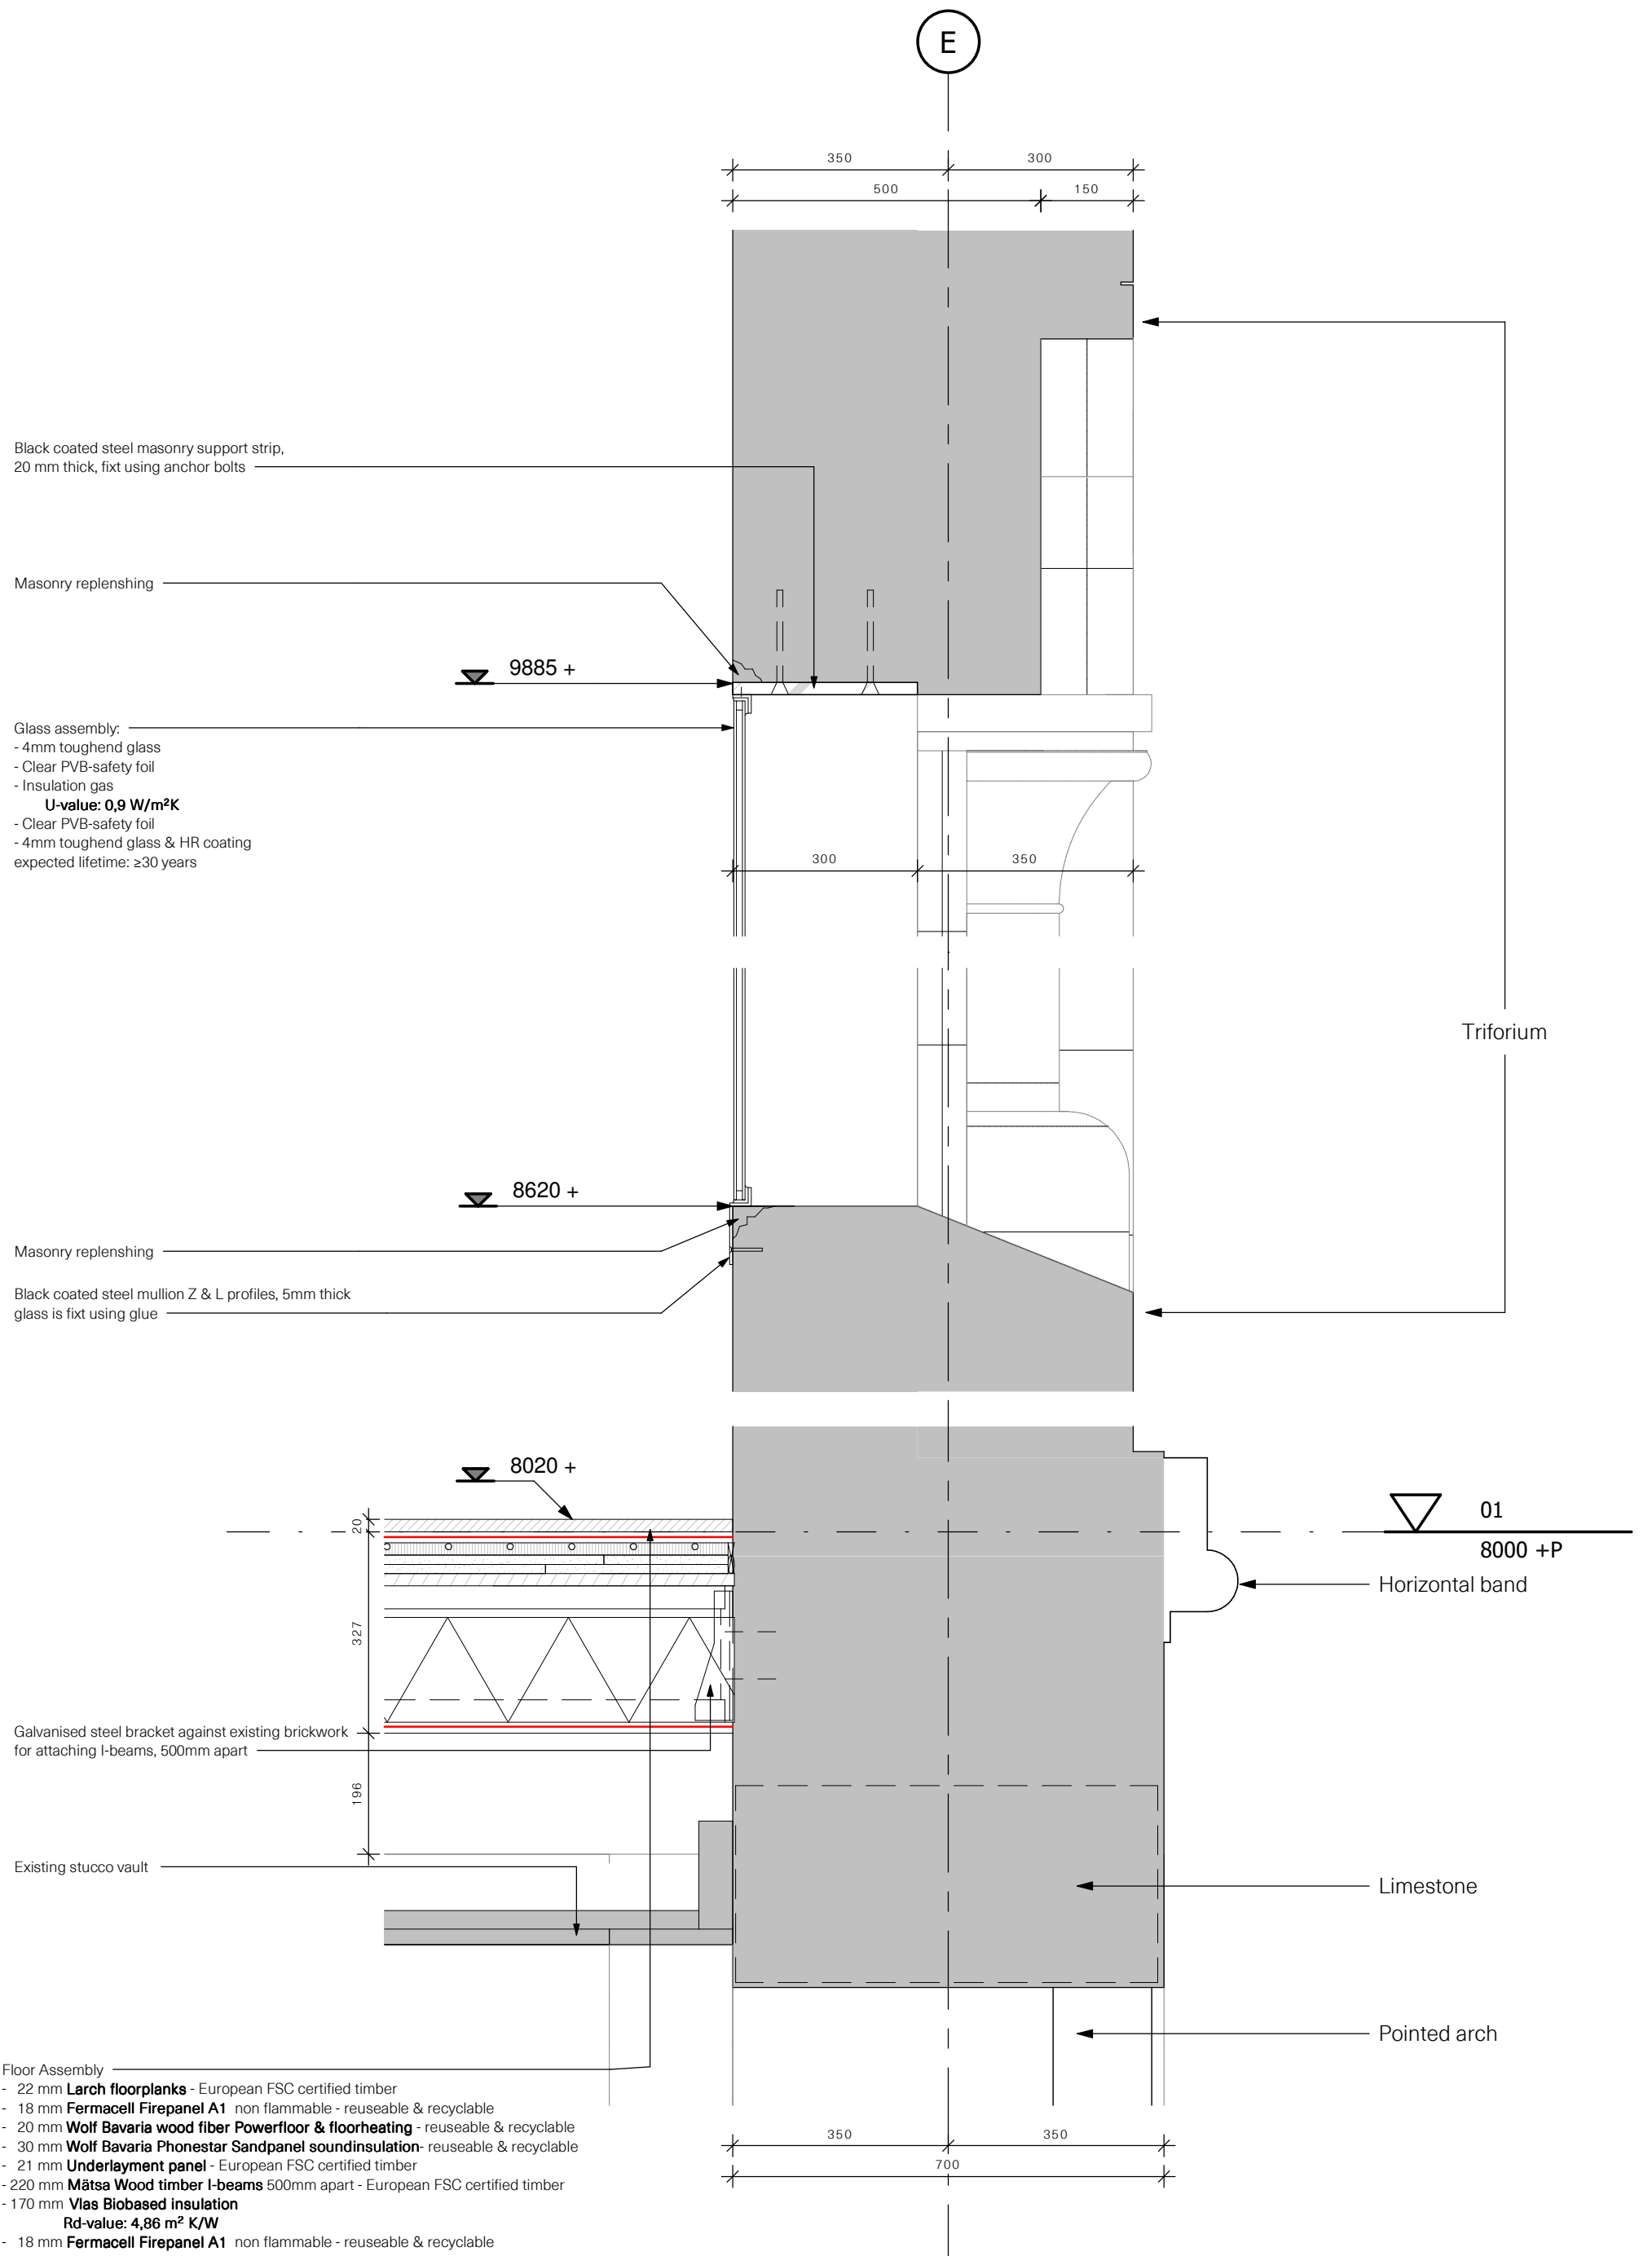 E
350
300
500
150
Black coated steel masonry support strip,
20 mm thick, fixt using anchor bolts
Masonry replenshing
9885 +
Glass assembly:
- 4mm toughend glass
- Clear PVB-safety foil
- Insulation gas
U-value: 0,9 W/m²K
- Clear PVB-safety foil
- 4mm toughend glass & HR coating
expected lifetime: ≥30 years
300
350
Triforium
8620 +
Masonry replenshing
Black coated steel mullion Z & L profiles, 5mm thick
glass is fixt using glue
8020 +
20
01
8000 +P
Horizontal band
327
Galvanised steel bracket against existing brickwork
for attaching I-beams, 500mm apart
196
Existing stucco vault
Limestone
Pointed arch
Floor Assembly
- 22 mm Larch floorplanks - European FSC certified timber
- 18 mm Fermacell Firepanel A1 non flammable - reuseable & recyclable
- 20 mm Wolf Bavaria wood fiber Powerfloor & floorheating - reuseable & recyclable
- 30 mm Wolf Bavaria Phonestar Sandpanel soundinsulation- reuseable & recyclable
- 21 mm Underlayment panel - European FSC certified timber
- 220 mm Mätsa Wood timber I-beams 500mm apart - European FSC certified timber
- 170 mm Vlas Biobased insulation
Rd-value: 4,86 m² K/W
- 18 mm Fermacell Firepanel A1 non flammable - reuseable & recyclable
350
350
700